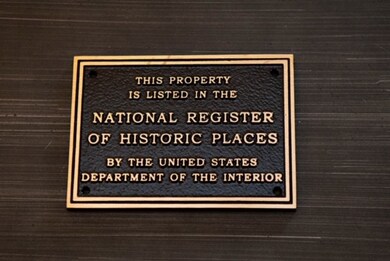 THIS PROPERTY
IS LISTED IN THE
NATIONAL REGISTER
OF HISTORIC PLACES
BY THE UNITED STATES
DEPARTMENT OF THE INTERIOR